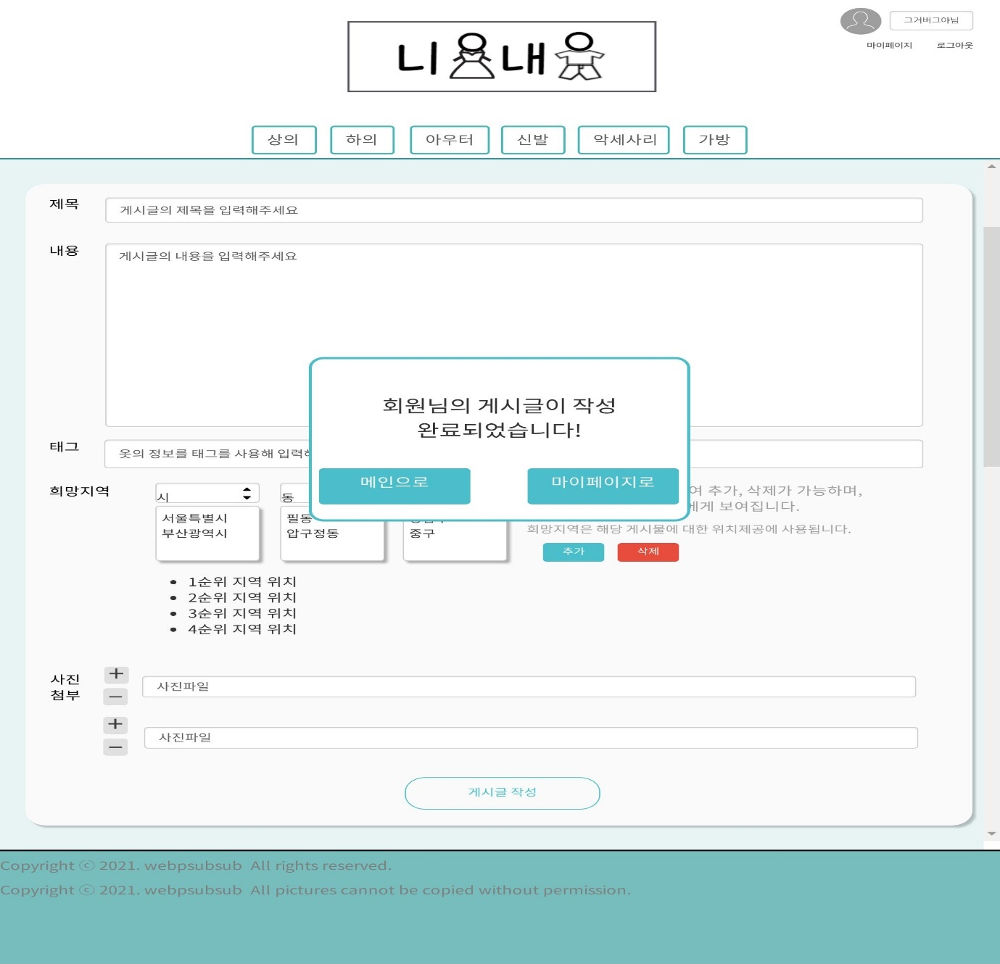 그거버그야님
마이페이지 로그아웃
니 옷 내 옷
상의 하의 아우터 신발 악세사리 가방
제목 게시글의 제목을 입력해주세요
내용 게시글의 내용을 입력해주세요
회원님의 게시글이 작성
완료되었습니다!
메인으로 마이페이지로
태그 옷의 정보를 태그를 사용해
희망지역 시 동 추가, 삭제가 가능하며,
보여집니다.
서울특별시 필동
부산광역시 압구정동 중구
희망지역은 해당 게시물에 대한 위치제공에 사용됩니다.
추가 삭제
• 1순위 지역 위치
• 2순위 지역 위치
• 3순위 지역 위치
• 4순위 지역 위치
사진
첨부
+
−
사진파일
+
−
사진파일
게시글 작성
Copyright ⓒ 2021. webpsubsub All rights reserved.
Copyright ⓒ 2021. webpsubsub All pictures cannot be copied without permission.